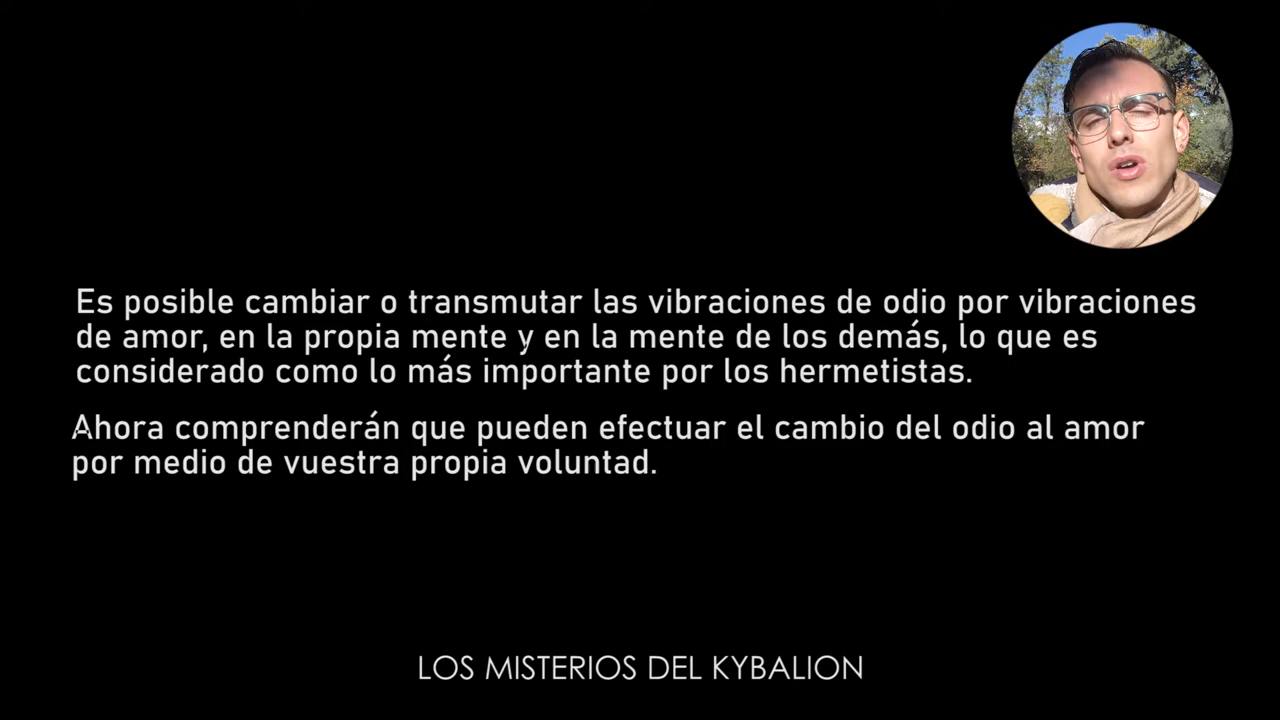 Es posible cambiar o transmutar las vibraciones de odio por vibraciones
de amor, en la propia mente y en la mente de los demás, lo que es
considerado como lo más importante por los hermetistas.
Ahora comprenderán que pueden efectuar el cambio del odio al amor
por medio de vuestra propia voluntad.
LOS MISTERIOS DEL KYBALION